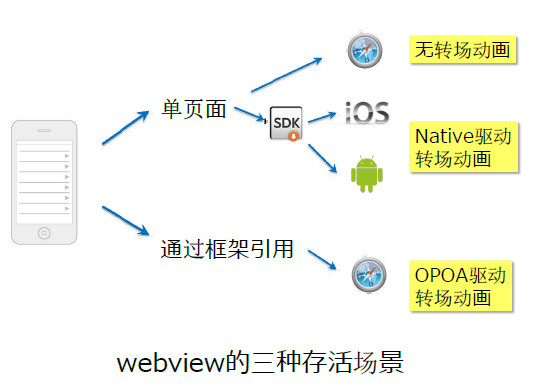 无转场动画
单页面
SDK
iOS
Native驱动
转场动画
通过框架引用
OPOA驱动
转场动画
webview的三种存活场景